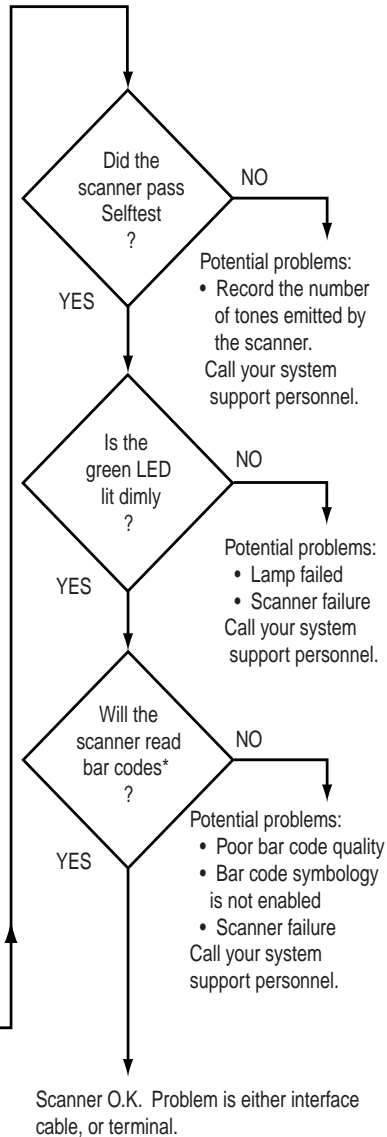 Did the
scanner pass
Selftest
?
NO
Potential problems:
• Record the number
of tones emitted by
the scanner.
Call your system
support personnel.
YES
Is the
green LED
lit dimly
?
NO
Potential problems:
• Lamp failed
• Scanner failure
Call your system
support personnel.
YES
Will the
scanner read
bar codes*
?
NO
Potential problems:
• Poor bar code quality
• Bar code symbology
is not enabled
• Scanner failure
Call your system
support personnel.
YES
Scanner O.K. Problem is either interface
cable, or terminal.